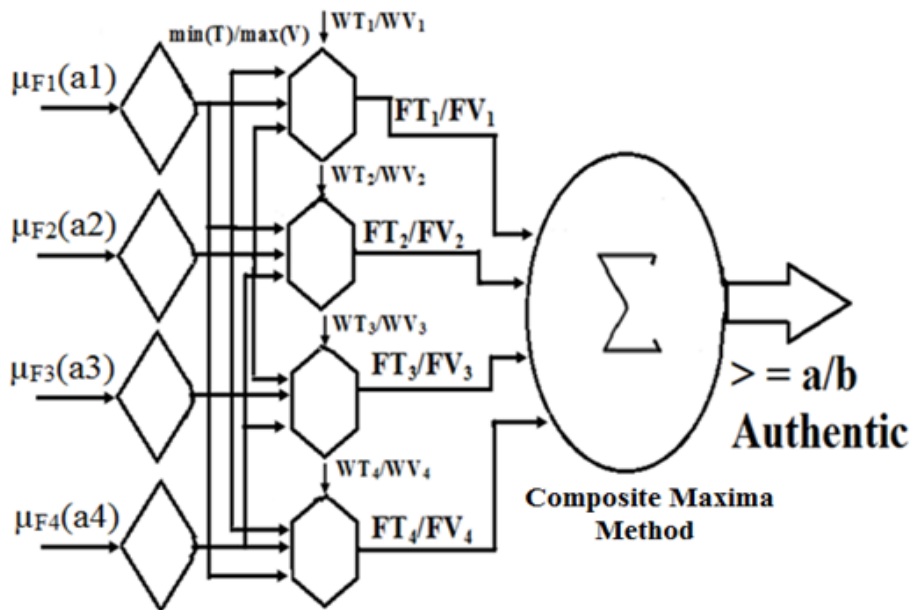 min(T)/max(V)
WT₁/WV₁
μF1(a1)
FT₁/FV₁
WT₂/WV₂
μF2(a2)
FT₂/FV₂
Σ
WT₃/WV₃
μF3(a3)
FT₃/FV₃
> = a/b
Authentic
WT₄/WV₄
μF4(a4)
FT₄/FV₄
Composite Maxima
Method